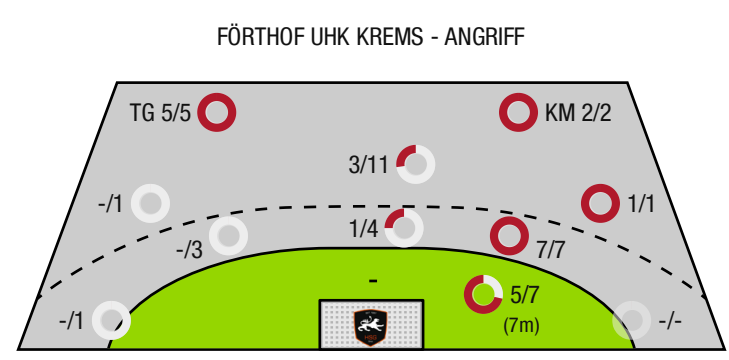 FÖRTHOF UHK KREMS - ANGRIFF
TG 5/5
KM 2/2
3/11
-/1
1/1
1/4
-/3
7/7
-
5/7
(7m)
-/1
-/-